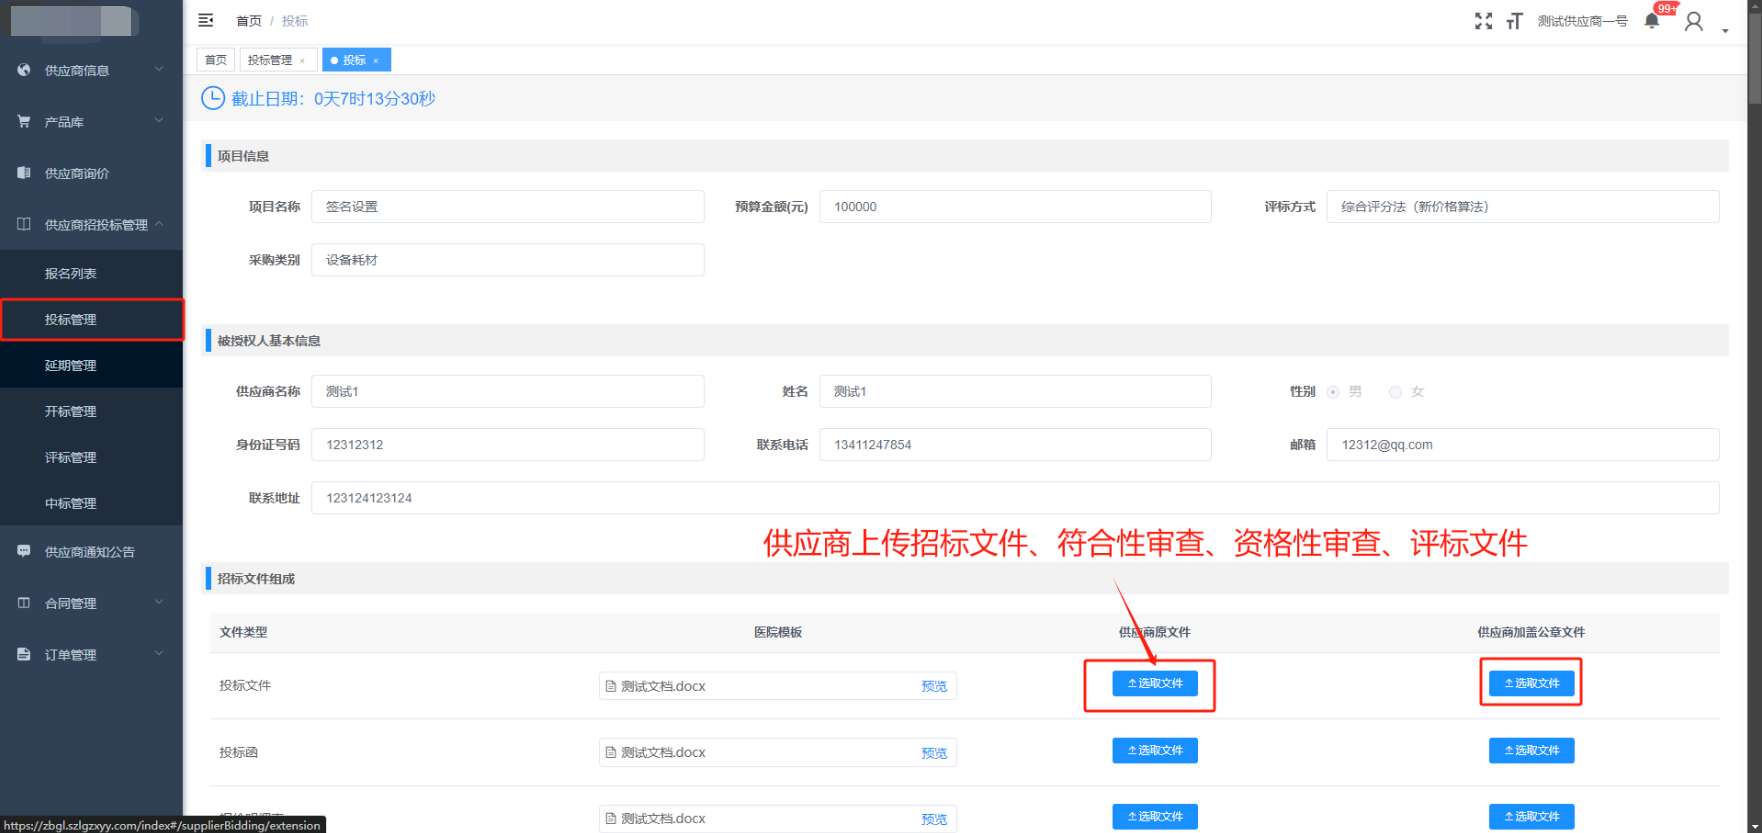 首页 / 投标
测试供应商一号
99+
首页
投标管理 ×
投标 ×
截止日期：0天7时13分30秒
供应商信息
产品库
供应商询价
供应商招投标管理
报名列表
投标管理
延期管理
开标管理
评标管理
中标管理
供应商通知公告
合同管理
订单管理
项目信息
项目名称 签名设置 预算金额(元) 100000 评标方式 综合评分法（新价格算法）
采购类别 设备耗材
被授权人基本信息
供应商名称 测试1 姓名 测试1 性别 男 女
身份证号码 12312312 联系电话 13411247854 邮箱 12312@qq.com
联系地址 123124123124
供应商上传招标文件、符合性审查、资格性审查、评标文件
招标文件组成
文件类型 医院模板 供应商原文件 供应商加盖公章文件
投标文件 测试文档.docx 预览 选取文件 选取文件
投标函 测试文档.docx 预览 选取文件 选取文件
测试文档.docx 预览 选取文件 选取文件
https://zbgl.szlgzxyy.com/index#/supplierBidding/extension